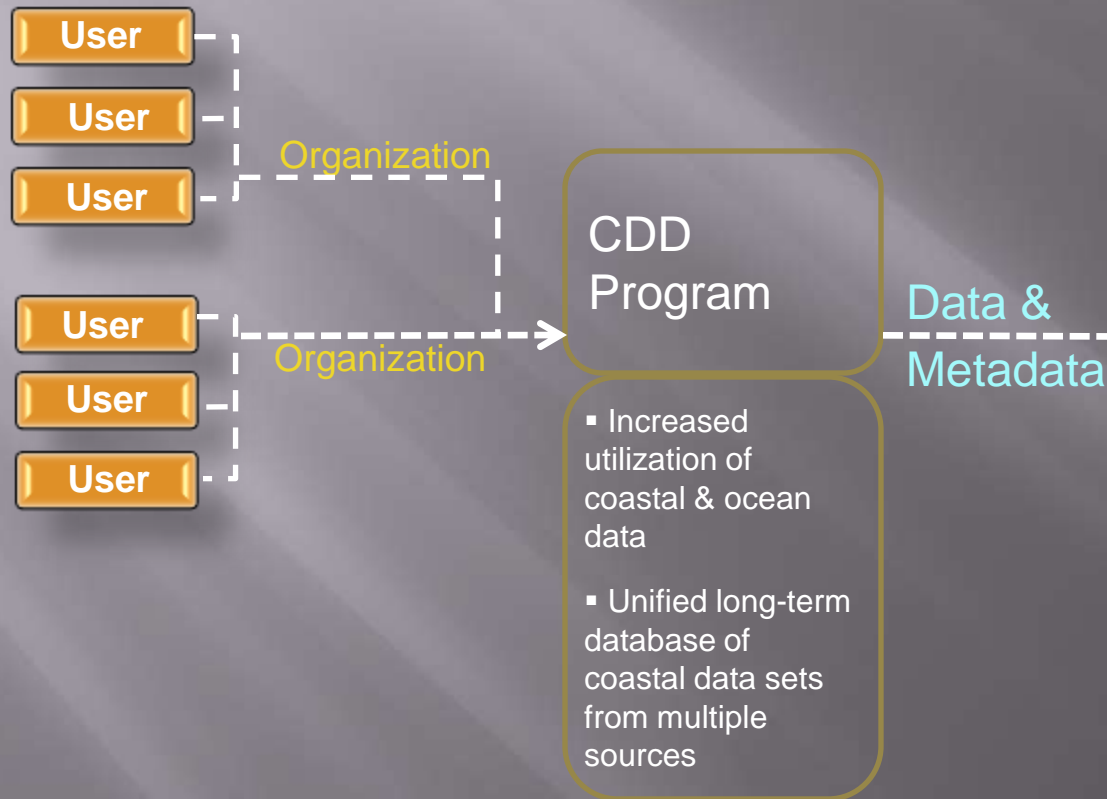 User
User
User
Organization
User
User
User
Organization
CDD
Program
▪ Increased
utilization of
coastal & ocean
data
▪ Unified long-term
database of
coastal data sets
from multiple
sources
Data &
Metadata